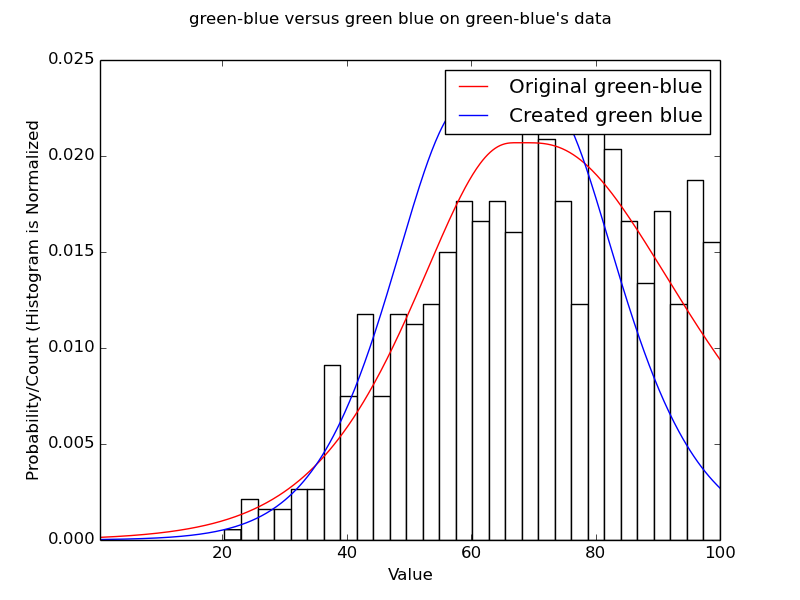 green-blue versus green blue on green-blue's data
Original green-blue
Created green blue
Probability/Count (Histogram is Normalized
0.025
0.020
0.015
0.010
0.005
0.000
20
40
60
80
100
Value